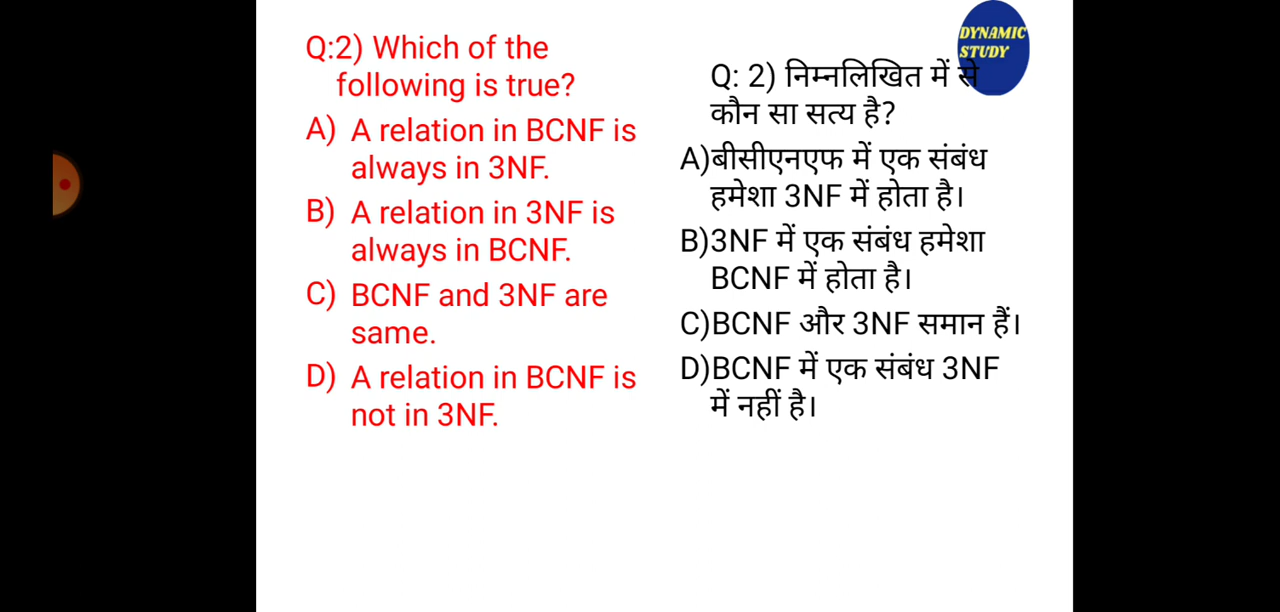 Q:2) Which of the
following is true?
A) A relation in BCNF is
always in 3NF.
B) A relation in 3NF is
always in BCNF.
C) BCNF and 3NF are
same.
D) A relation in BCNF is
not in 3NF.
DYNAMIC
STUDY
Q: 2) निम्नलिखित में से
कौन सा सत्य है?
A)बीसीएनएफ में एक संबंध
हमेशा 3NF में होता है।
B)3NF में एक संबंध हमेशा
BCNF में होता है।
C)BCNF और 3NF समान हैं।
D)BCNF में एक संबंध 3NF
में नहीं है।